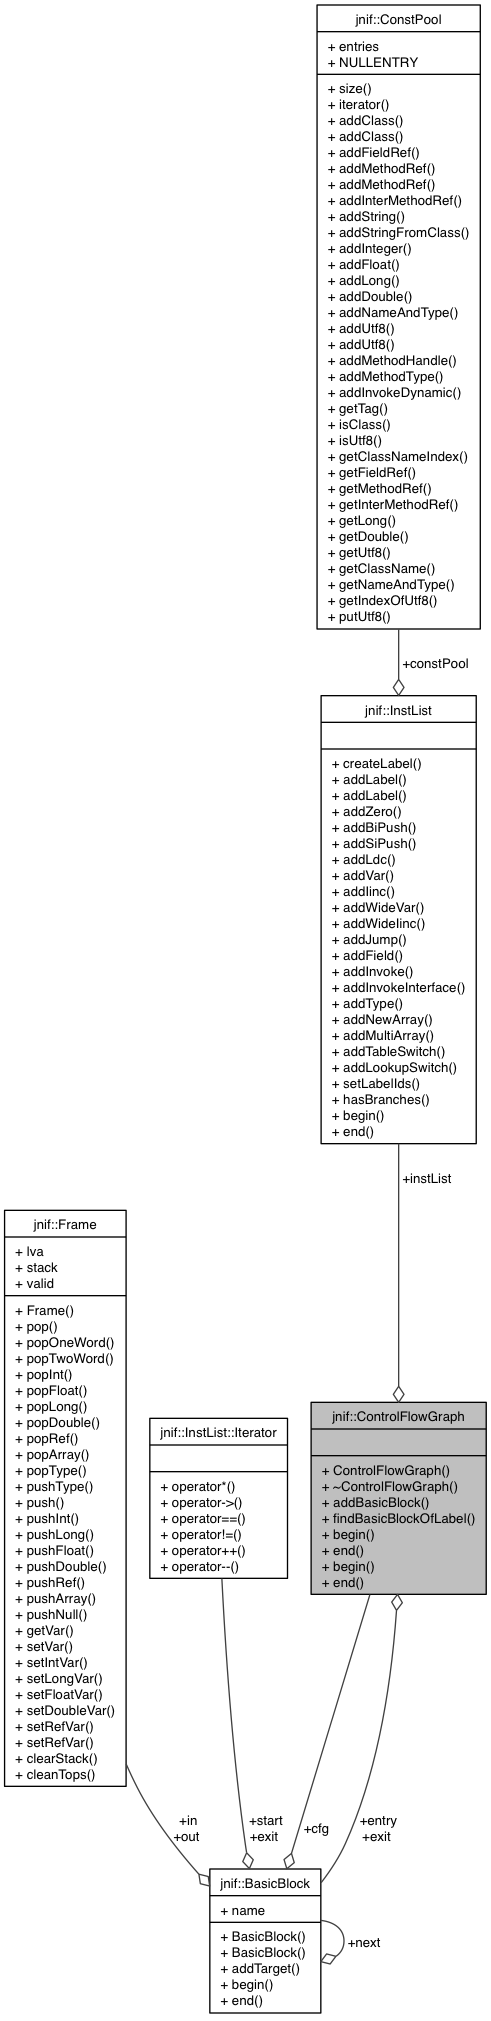 jnif::ConstPool
+ entries
+ NULLENTRY
+ size()
+ iterator()
+ addClass()
+ addClass()
+ addFieldRef()
+ addMethodRef()
+ addMethodRef()
+ addInterMethodRef()
+ addString()
+ addStringFromClass()
+ addInteger()
+ addFloat()
+ addLong()
+ addDouble()
+ addNameAndType()
+ addUtf8()
+ addUtf8()
+ addMethodHandle()
+ addMethodType()
+ addInvokeDynamic()
+ getTag()
+ isClass()
+ isUtf8()
+ getClassNameIndex()
+ getFieldRef()
+ getMethodRef()
+ getInterMethodRef()
+ getLong()
+ getDouble()
+ getUtf8()
+ getClassName()
+ getNameAndType()
+ getIndexOfUtf8()
+ putUtf8()
+constPool
jnif::InstList
+ createLabel()
+ addLabel()
+ addLabel()
+ addZero()
+ addBiPush()
+ addSiPush()
+ addLdc()
+ addVar()
+ addIinc()
+ addWideVar()
+ addWideIinc()
+ addJump()
+ addField()
+ addInvoke()
+ addInvokeInterface()
+ addType()
+ addNewArray()
+ addMultiArray()
+ addTableSwitch()
+ addLookupSwitch()
+ setLabelIds()
+ hasBranches()
+ begin()
+ end()
+instList
jnif::Frame
+ lva
+ stack
+ valid
+ Frame()
+ pop()
+ popOneWord()
+ popTwoWord()
+ popInt()
+ popFloat()
+ popLong()
+ popDouble()
+ popRef()
+ popArray()
+ popType()
+ pushType()
+ push()
+ pushInt()
+ pushLong()
+ pushFloat()
+ pushDouble()
+ pushRef()
+ pushArray()
+ pushNull()
+ getVar()
+ setVar()
+ setIntVar()
+ setLongVar()
+ setFloatVar()
+ setDoubleVar()
+ setRefVar()
+ setRefVar()
+ clearStack()
+ cleanTops()
jnif::InstList::Iterator
+ operator*()
+ operator->()
+ operator==()
+ operator!=()
+ operator++()
+ operator--()
jnif::ControlFlowGraph
+ ControlFlowGraph()
+ ~ControlFlowGraph()
+ addBasicBlock()
+ findBasicBlockOfLabel()
+ begin()
+ end()
+ begin()
+ end()
+in
+out
+start
+exit
+cfg
+entry
+exit
jnif::BasicBlock
+ name
+ BasicBlock()
+ BasicBlock()
+ addTarget()
+ begin()
+ end()
+next